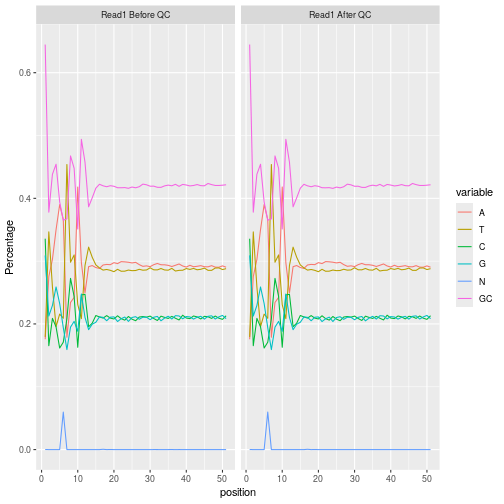 Read1 Before QC
Read1 After QC
Percentage
0.6
0.4
0.2
0.0
0 10 20 30 40 50
0 10 20 30 40 50
position
variable
A
T
C
G
N
GC